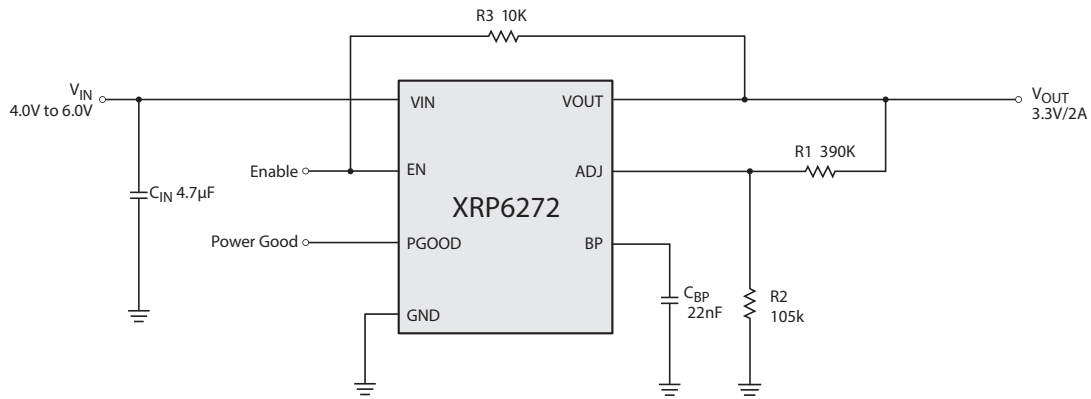 R3 10K
V_IN
4.0V to 6.0V
VIN
VOUT
V_OUT
3.3V/2A
R1 390K
Enable
EN
ADJ
C_IN 4.7μF
XRP6272
Power Good
PGOOD
BP
C_BP
22nF
R2
105k
GND